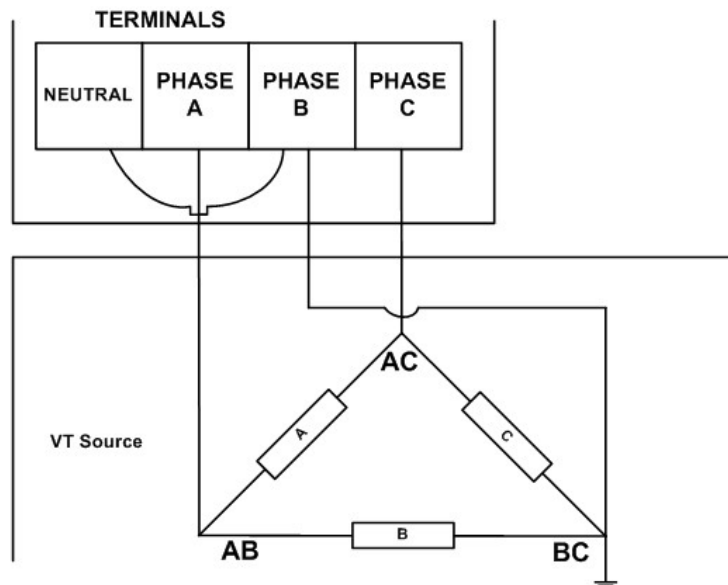 TERMINALS
NEUTRAL
PHASE
A
PHASE
B
PHASE
C
AC
A
C
VT Source
B
AB
BC